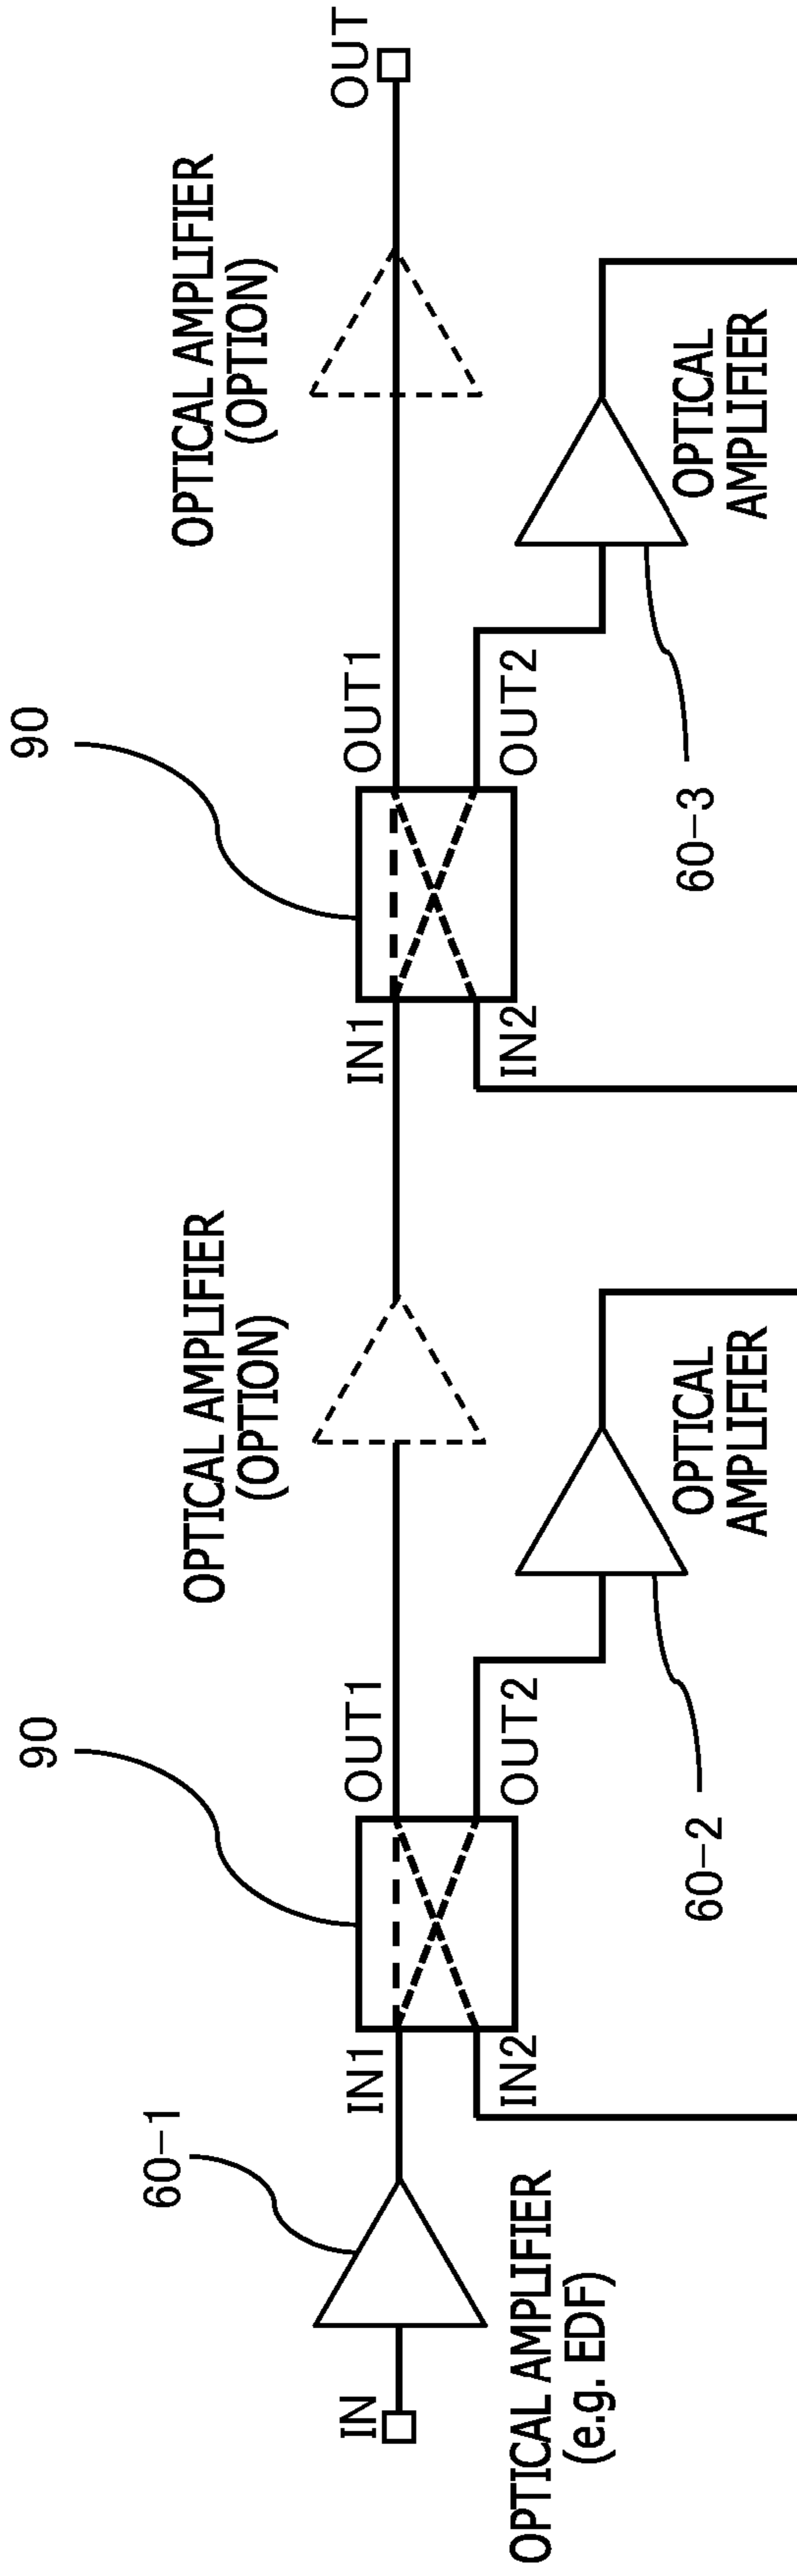 IN
OPTICAL AMPLIFIER
(e.g. EDF)
60-1
IN1
IN2
90
OUT1
OUT2
60-2
OPTICAL
AMPLIFIER
OPTICAL AMPLIFIER
(OPTION)
IN1
IN2
90
OUT1
OUT2
60-3
OPTICAL
AMPLIFIER
OPTICAL AMPLIFIER
(OPTION)
OUT